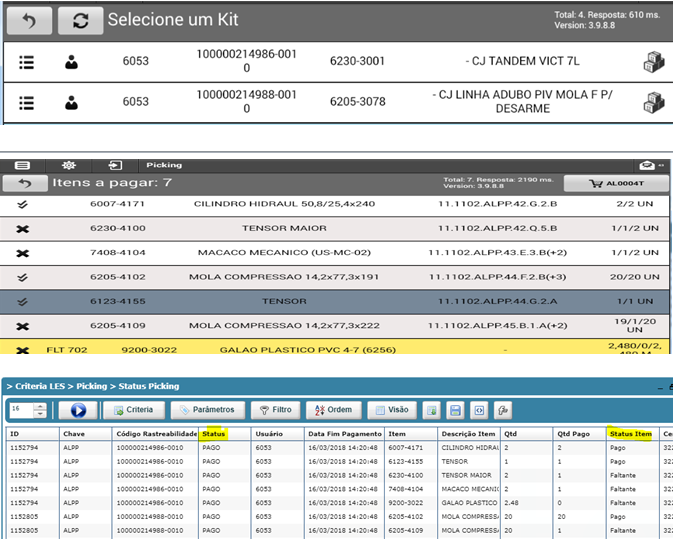 Selecione um Kit
Total: 4. Resposta: 610 ms.
Version: 3.9.8.8
6053 100000214986-001 0 6230-3001 - CJ TANDEM VICT 7L
6053 100000214988-001 0 6205-3078 - CJ LINHA ADUBO PIV MOLA F P/ DESARME
Picking
Itens a pagar: 7
Total: 7. Resposta: 2190 ms.
Version: 3.9.8.8
AL0004T
6007-4171 CILINDRO HIDRAUL 50,8/25,4x240 11.1102.ALPP.42.G.2.B 2/2 UN
6230-4100 TENSOR MAIOR 11.1102.ALPP.42.Q.5.B 1/1/2 UN
7408-4104 MACACO MECANICO (US-MC-02) 11.1102.ALPP.43.E.3.B(+2) 1/1/2 UN
6205-4102 MOLA COMPRESSAO 14,2x77,3x191 11.1102.ALPP.44.F.2.B(+3) 20/20 UN
6123-4155 TENSOR 11.1102.ALPP.44.G.2.A 1/1 UN
6205-4109 MOLA COMPRESSAO 14,2x77,3x222 11.1102.ALPP.45.B.1.A(+2) 19/1/20 UN
FLT 702 9200-3022 GALAO PLASTICO PVC 4-7 (6256) - 2,480/0/2, 480 M
> Criteria LES > Picking > Status Picking
16 Criteria Parâmetros Filtro Ordem Visão
ID Chave Código Rastreabilidade Status Usuário Data Fim Pagamento Item Descrição Item Qtd Qtd Pago Status Item Ce
1152794 ALPP 100000214986-0010 PAGO 6053 16/03/2018 14:20:48 6007-4171 CILINDRO HIDRAU 2 2 Pago 322
1152794 ALPP 100000214986-0010 PAGO 6053 16/03/2018 14:20:48 6123-4155 TENSOR 1 1 Pago 322
1152794 ALPP 100000214986-0010 PAGO 6053 16/03/2018 14:20:48 6230-4100 TENSOR MAIOR 2 1 Faltante 322
1152794 ALPP 100000214986-0010 PAGO 6053 16/03/2018 14:20:48 7408-4104 MACACO MECANIC 2 1 Faltante 322
1152794 ALPP 100000214986-0010 PAGO 6053 16/03/2018 14:20:48 9200-3022 GALAO PLASTICO 2.48 0 Faltante 322
1152805 ALPP 100000214988-0010 PAGO 6053 16/03/2018 14:20:48 6205-4102 MOLA COMPRESS 20 20 Pago 322
1152805 ALPP 100000214988-0010 PAGO 6053 16/03/2018 14:20:48 6205-4109 MOLA COMPRESS 20 1 Faltante 322